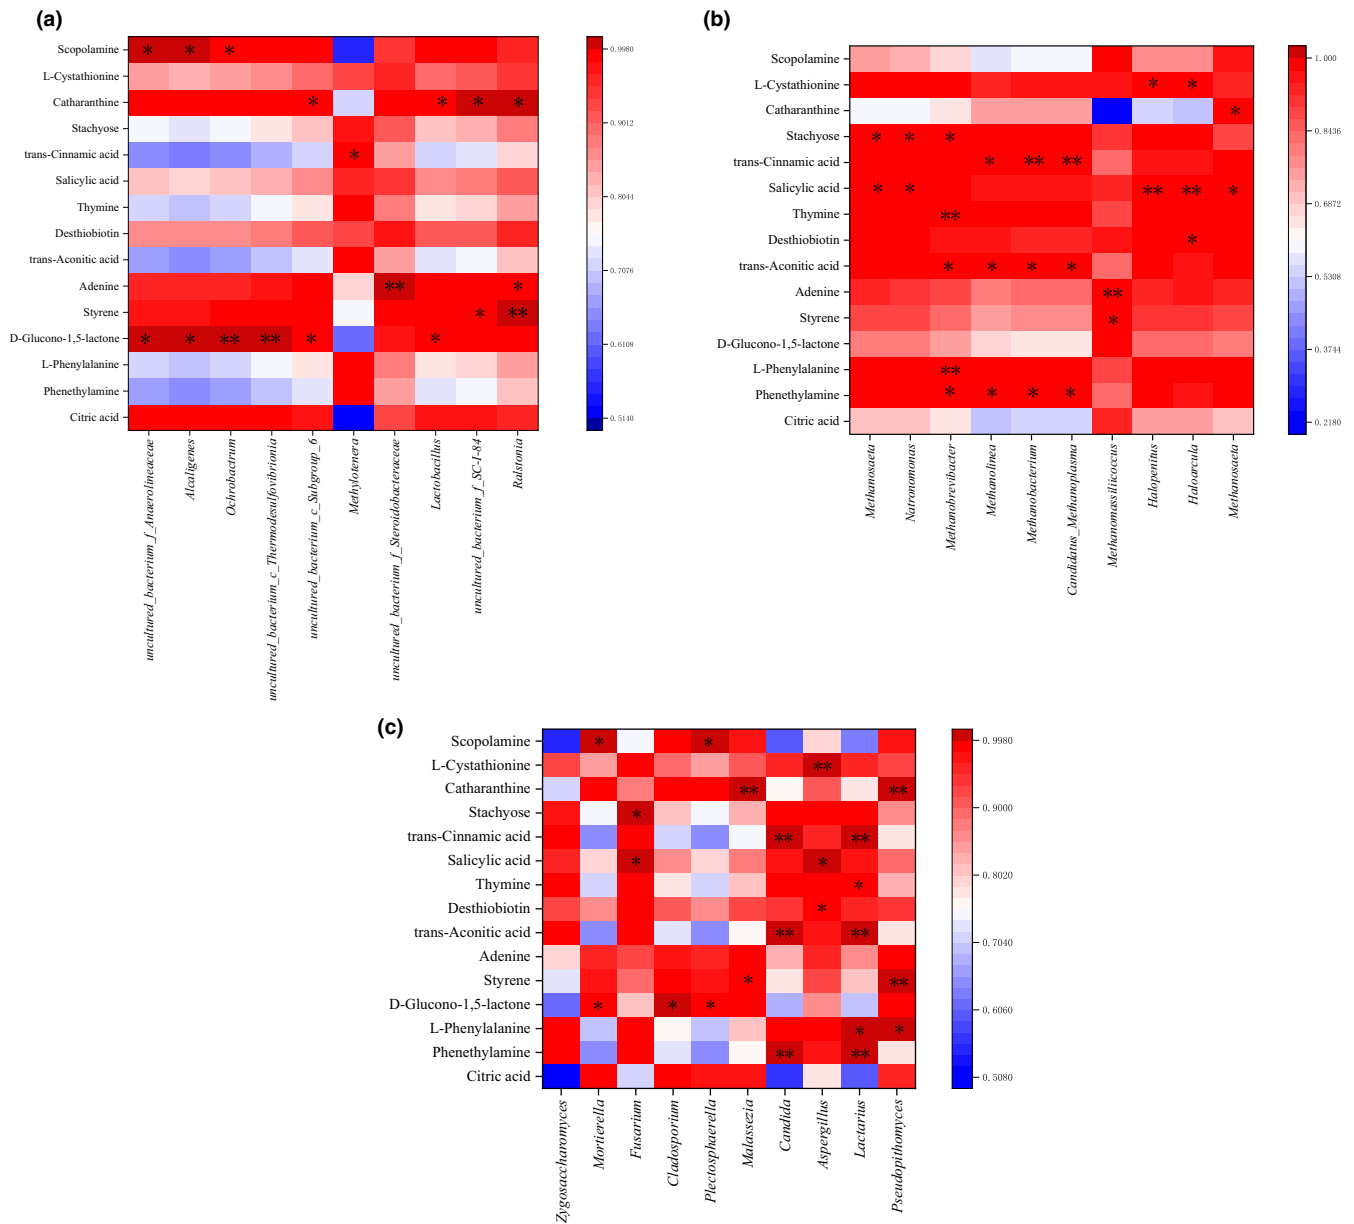 (a)
Scopolamine
L-Cystathionine
Catharanthine
Stachyose
trans-Cinnamic acid
Salicylic acid
Thymine
Desthiobiotin
trans-Aconitic acid
Adenine
Styrene
D-Glucono-1,5-lactone
L-Phenylalanine
Phenethylamine
Citric acid
* * *
* * * *
*
** *
* **
* * ** ** * *
uncultured_bacterium_f_Anaerolineaceae
Alcaligenes
Ochrobactrum
uncultured_bacterium_c_Thermodesulfovibrionia
uncultured_bacterium_c_Subgroup_6
Methylotenera
uncultured_bacterium_f_Steroidobacteraceae
Lactobacillus
uncultured_bacterium_f_SC-I-84
Ralstonia
0.9980
0.9012
0.8044
0.7076
0.6108
0.5140
(b)
Scopolamine
L-Cystathionine
Catharanthine
Stachyose
trans-Cinnamic acid
Salicylic acid
Thymine
Desthiobiotin
trans-Aconitic acid
Adenine
Styrene
D-Glucono-1,5-lactone
L-Phenylalanine
Phenethylamine
Citric acid
* *
*
* * *
* ** **
* * ** ** *
**
*
* * * *
**
*
**
* * * *
Methanosaeta
Natronomonas
Methanobrevibacter
Methanolinea
Methanobacterium
Candidatus_Methanoplasma
Methanomassiliicoccus
Halopenitus
Haloarcula
Methanosaeta
1.000
0.8436
0.6872
0.5308
0.3744
0.2180
(c)
Scopolamine
L-Cystathionine
Catharanthine
Stachyose
trans-Cinnamic acid
Salicylic acid
Thymine
Desthiobiotin
trans-Aconitic acid
Adenine
Styrene
D-Glucono-1,5-lactone
L-Phenylalanine
Phenethylamine
Citric acid
* *
**
** **
*
** **
* *
*
*
** **
* **
* * *
* *
** **
Zygosaccharomyces
Mortierella
Fusarium
Cladosporium
Plectosphaerella
Malassezia
Candida
Aspergillus
Lactarius
Pseudopithomyces
0.9980
0.9000
0.8020
0.7040
0.6060
0.5080